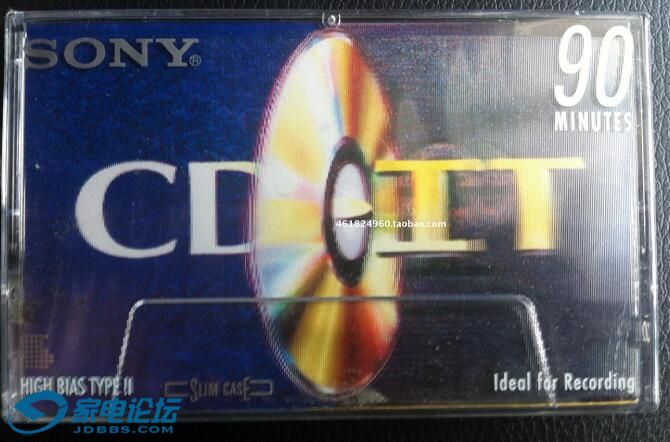 SONY®
90
MINUTES
CD IT
461824960.taobao.com
HIGH BIAS TYPE II
SLIM CASE
Ideal for Recording
家电论坛
JDBBS.COM